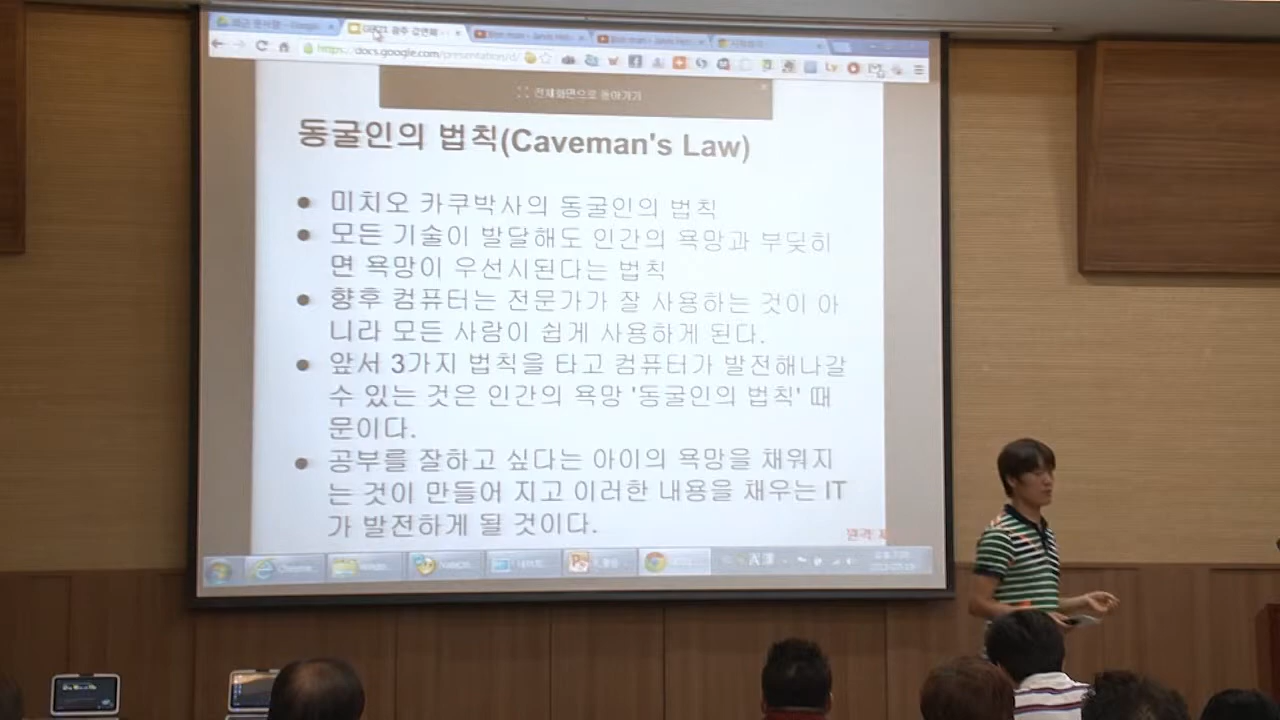 docs.google.com/presentation/d/
전체화면으로 돌아가기
동굴인의 법칙(Caveman's Law)
미치오 카쿠박사의 동굴인의 법칙
모든 기술이 발달해도 인간의 욕망과 부딪히
면 욕망이 우선시된다는 법칙
향후 컴퓨터는 전문가가 잘 사용하는 것이 아
니라 모든 사람이 쉽게 사용하게 된다.
앞서 3가지 법칙을 타고 컴퓨터가 발전해나갈
수 있는 것은 인간의 욕망 '동굴인의 법칙' 때
문이다.
공부를 잘하고 싶다는 아이의 욕망을 채워지
는 것이 만들어 지고 이러한 내용을 채우는 IT
가 발전하게 될 것이다.